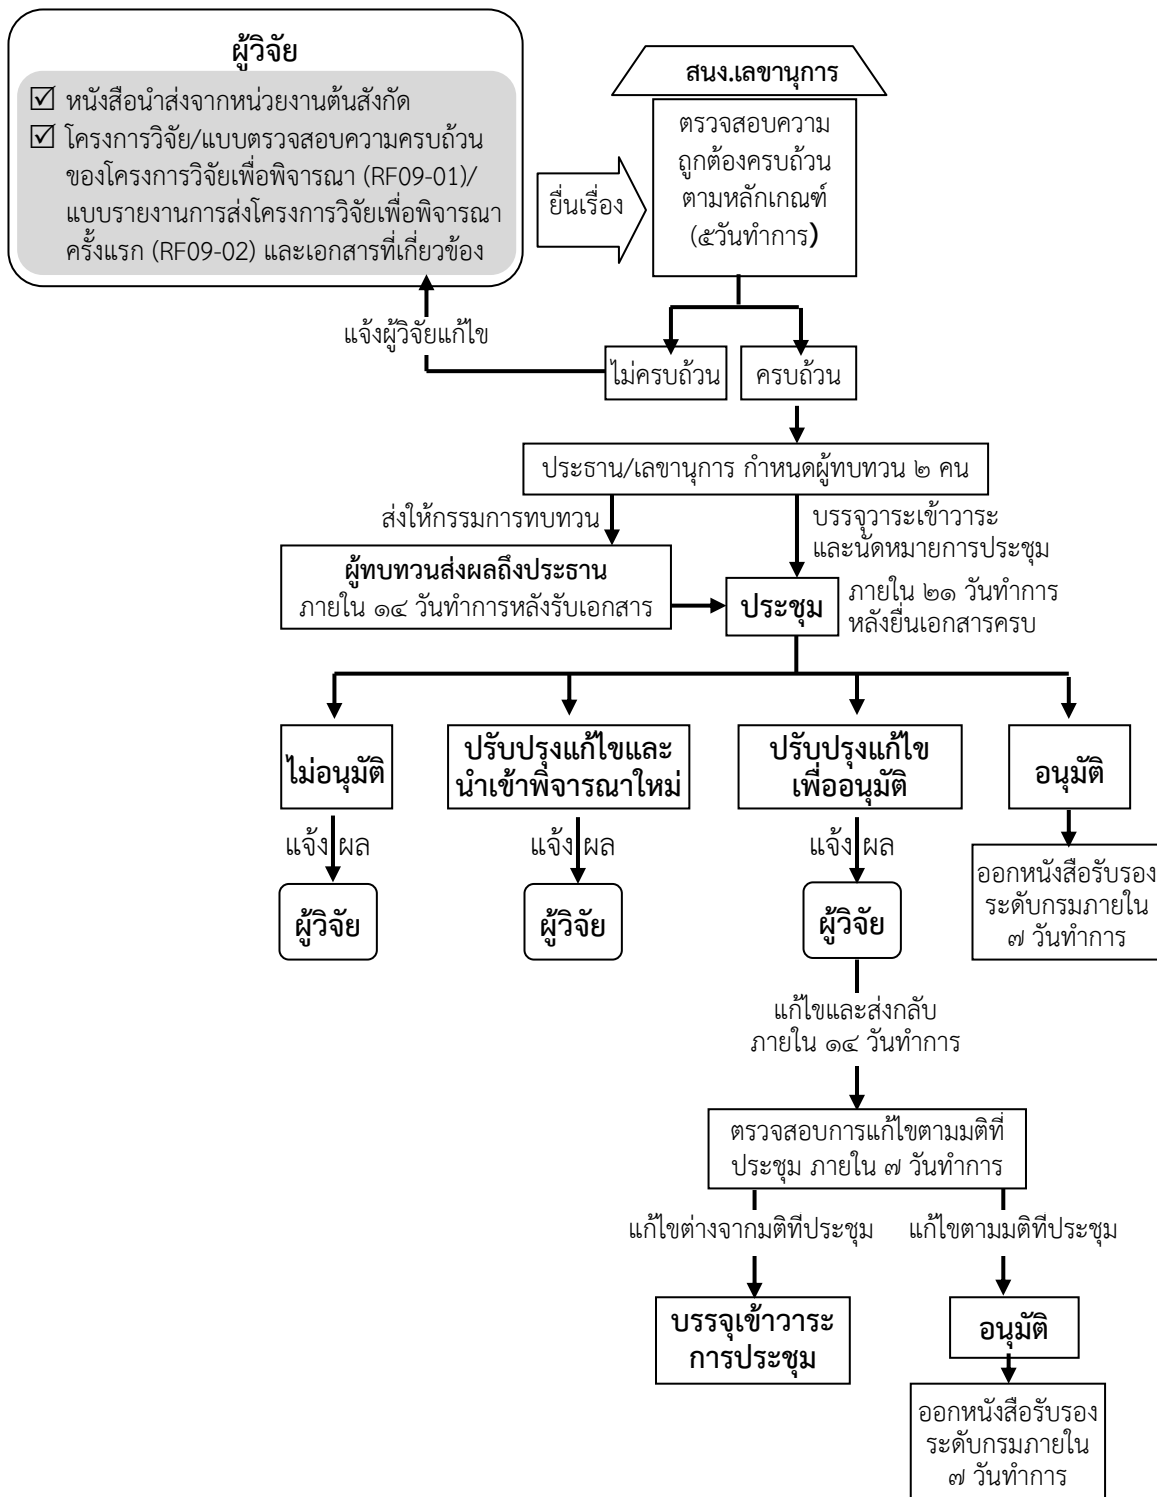 ผู้วิจัย
☑ หนังสือนำส่งจากหน่วยงานต้นสังกัด
☑ โครงการวิจัย/แบบตรวจสอบความครบถ้วน
ของโครงการวิจัยเพื่อพิจารณา (RF09-01)/
แบบรายงานการส่งโครงการวิจัยเพื่อพิจารณา
ครั้งแรก (RF09-02) และเอกสารที่เกี่ยวข้อง
ยื่นเรื่อง
สนง.เลขานุการ
ตรวจสอบความ
ถูกต้องครบถ้วน
ตามหลักเกณฑ์
(๕วันทำการ)
แจ้งผู้วิจัยแก้ไข
ไม่ครบถ้วน
ครบถ้วน
ประธาน/เลขานุการ กำหนดผู้ทบทวน ๒ คน
ส่งให้กรรมการทบทวน
บรรจุวาระเข้าวาระ
และนัดหมายการประชุม
ผู้ทบทวนส่งผลถึงประธาน
ภายใน ๑๔ วันทำการหลังรับเอกสาร
ประชุม
ภายใน ๒๑ วันทำการ
หลังยื่นเอกสารครบ
ไม่อนุมัติ
ปรับปรุงแก้ไขและ
นำเข้าพิจารณาใหม่
ปรับปรุงแก้ไข
เพื่ออนุมัติ
อนุมัติ
แจ้ง ผล
แจ้ง ผล
แจ้ง ผล
ออกหนังสือรับรอง
ระดับกรมภายใน
๗ วันทำการ
ผู้วิจัย
ผู้วิจัย
ผู้วิจัย
แก้ไขและส่งกลับ
ภายใน ๑๔ วันทำการ
ตรวจสอบการแก้ไขตามมติที่
ประชุม ภายใน ๗ วันทำการ
แก้ไขต่างจากมติที่ประชุม
แก้ไขตามมติที่ประชุม
บรรจุเข้าวาระ
การประชุม
อนุมัติ
ออกหนังสือรับรอง
ระดับกรมภายใน
๗ วันทำการ